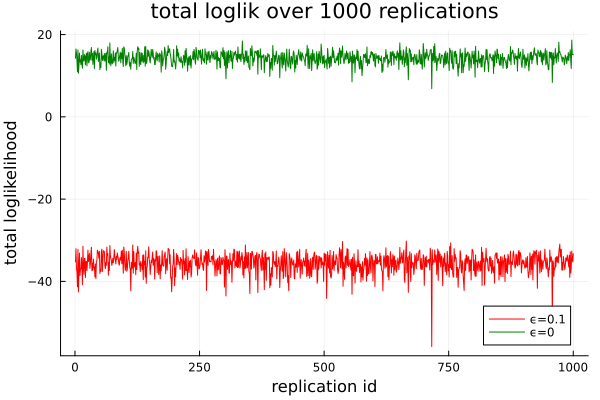 total loglik over 1000 replications
total loglikelihood
20
0
−20
−40
0
250
500
750
1000
replication id
ϵ=0.1
ϵ=0